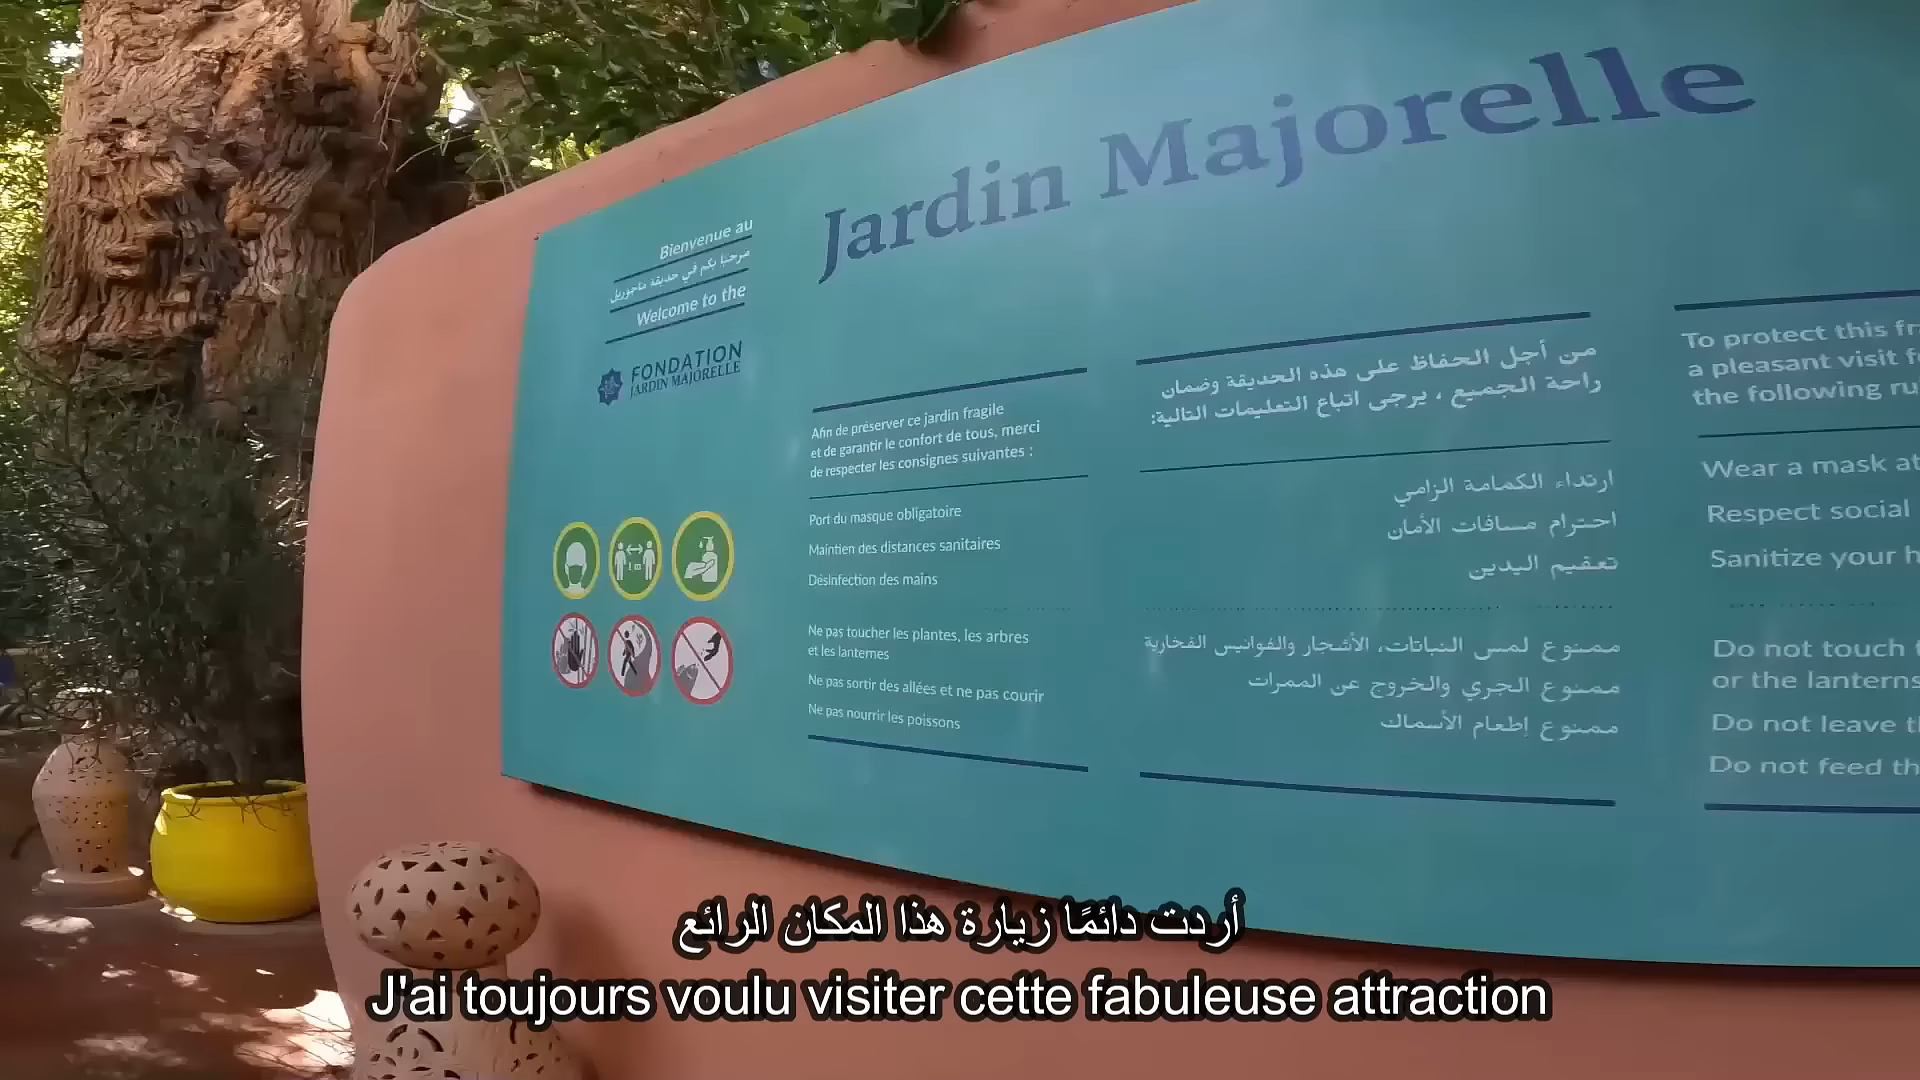 Jardin Majorelle
Bienvenue au
مرحبا بكم في حديقة ماجوريل
Welcome to the
FONDATION
JARDIN MAJORELLE
Afin de préserver ce jardin fragile
et de garantir le confort de tous, merci
de respecter les consignes suivantes :
Port du masque obligatoire
Maintien des distances sanitaires
Désinfection des mains
Ne pas toucher les plantes, les arbres
et les lanternes
Ne pas sortir des allées et ne pas courir
Ne pas nourrir les poissons
من أجل الحفاظ على هذه الحديقة وضمان
راحة الجميع ، يرجى اتباع التعليمات التالية:
ارتداء الكمامة الزامي
احترام مسافات الأمان
تعقيم اليدين
ممنوع لمس النباتات، الأشجار والفوانيس الفخارية
ممنوع الجري والخروج عن الممرات
ممنوع إطعام الأسماك
To protect this
a pleasant visit
the following
Wear a mask at
Respect social
Sanitize your
Do not touch
or the lanterns
Do not leave
Do not feed
1 m
أردت دائمًا زيارة هذا المكان الرائع
J'ai toujours voulu visiter cette fabuleuse attraction